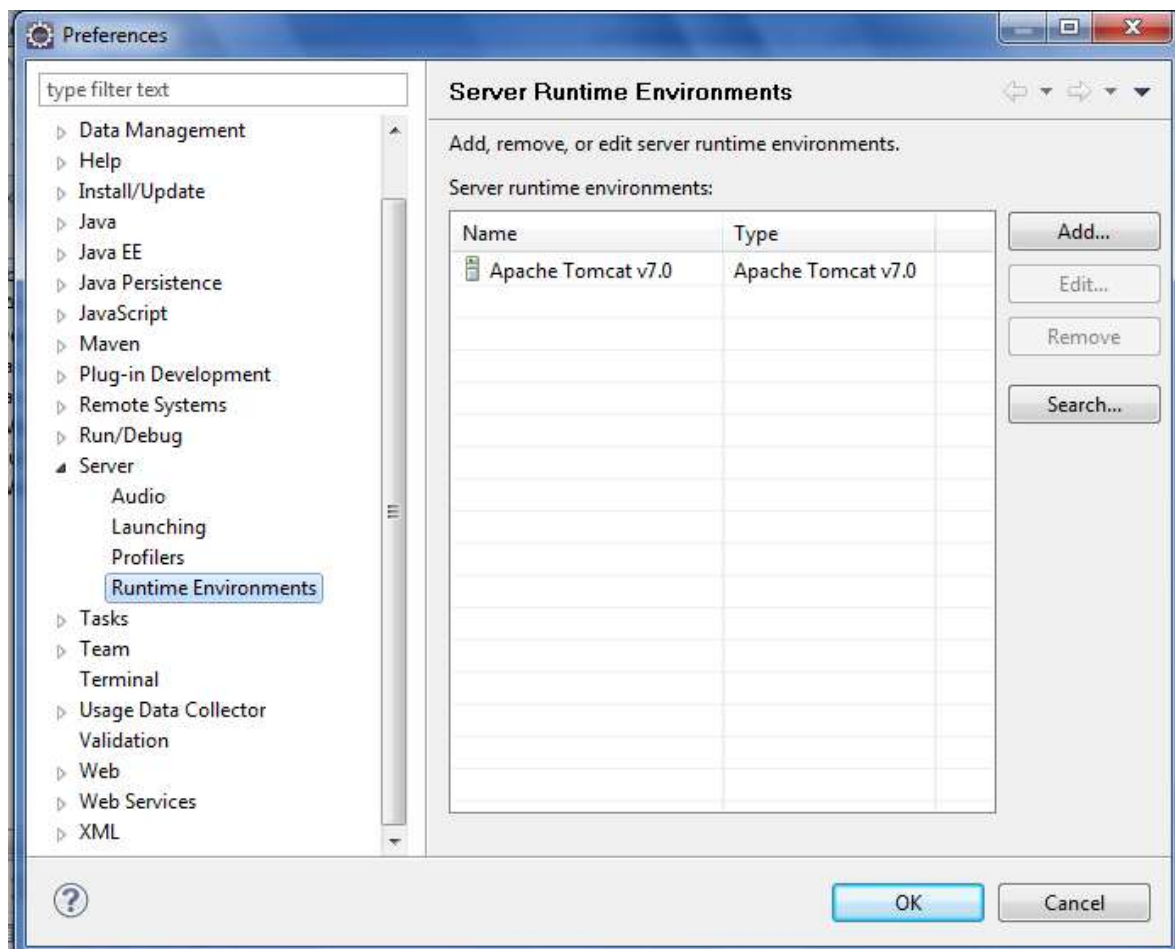 Preferences
type filter text
Data Management
Help
Install/Update
Java
Java EE
Java Persistence
JavaScript
Maven
Plug-in Development
Remote Systems
Run/Debug
Server
Audio
Launching
Profilers
Runtime Environments
Tasks
Team
Terminal
Usage Data Collector
Validation
Web
Web Services
XML
Server Runtime Environments
Add, remove, or edit server runtime environments.
Server runtime environments:
Name Type
Apache Tomcat v7.0 Apache Tomcat v7.0
Add...
Edit...
Remove
Search...
OK Cancel